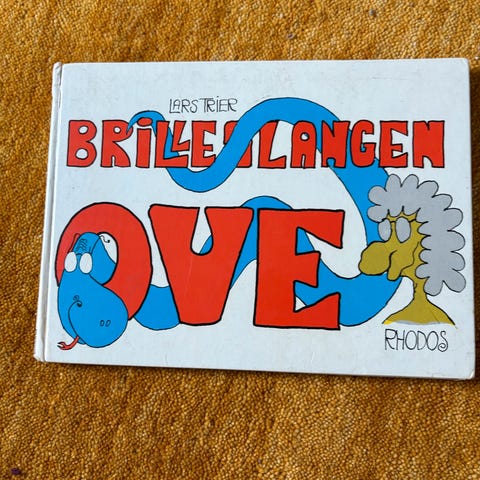 LARS TRIER
BRILLESLANGEN
OVE
RHODOS